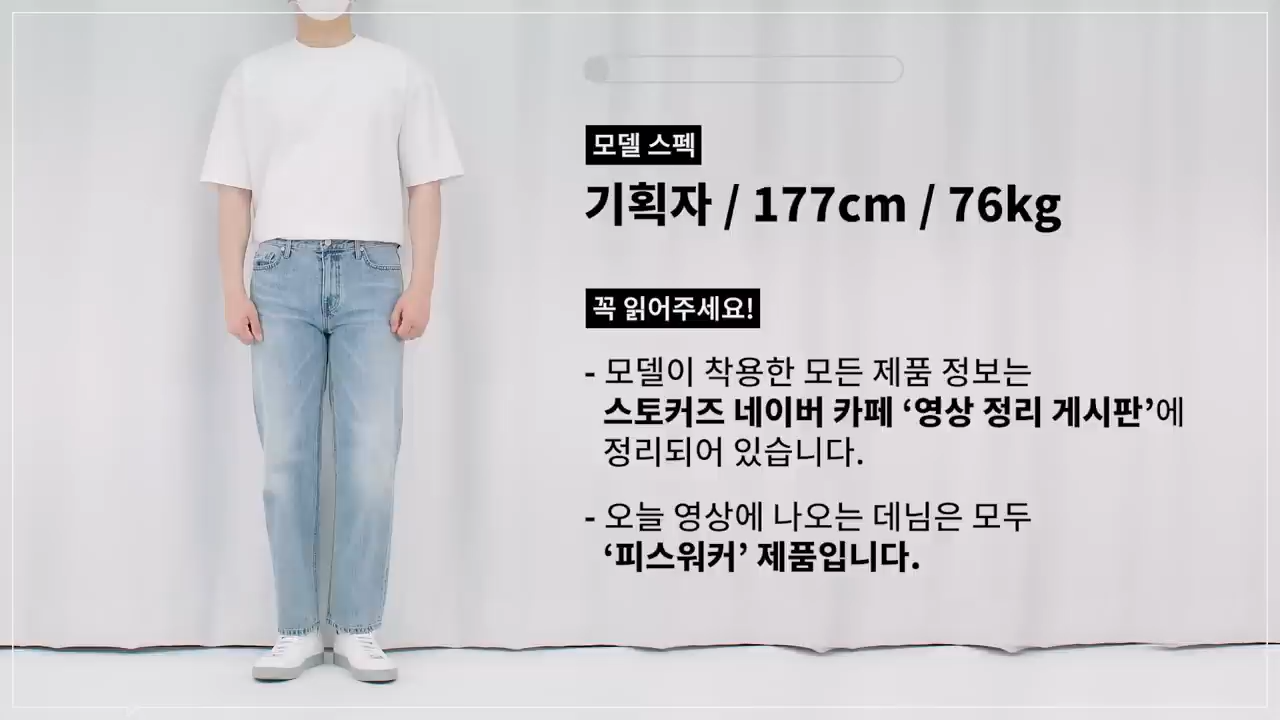 모델 스펙
기획자 / 177cm / 76kg
꼭 읽어주세요!
- 모델이 착용한 모든 제품 정보는
스토커즈 네이버 카페 ‘영상 정리 게시판’에
정리되어 있습니다.
- 오늘 영상에 나오는 데님은 모두
‘피스워커’ 제품입니다.